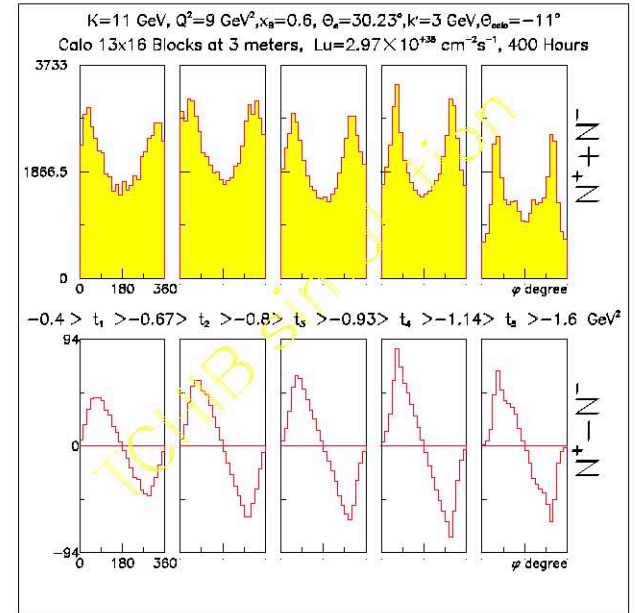 K=11 GeV, Q²=9 GeV²,x_B=0.6, Θ_e=30.23°,k'=3 GeV,Θ_calo=−11°
Calo 13x16 Blocks at 3 meters, Lu=2.97×10⁺³⁸ cm⁻²s⁻¹, 400 Hours
3733
1866.5
0
0 180 360
φ degree
N⁺+N⁻
−0.4> t₁ >−0.67> t₂ >−0.8> t₃ >−0.93> t₄ >−1.14> t₅ >−1.6 GeV²
94
0
−94
0 180 360
φ degree
N⁺−N⁻